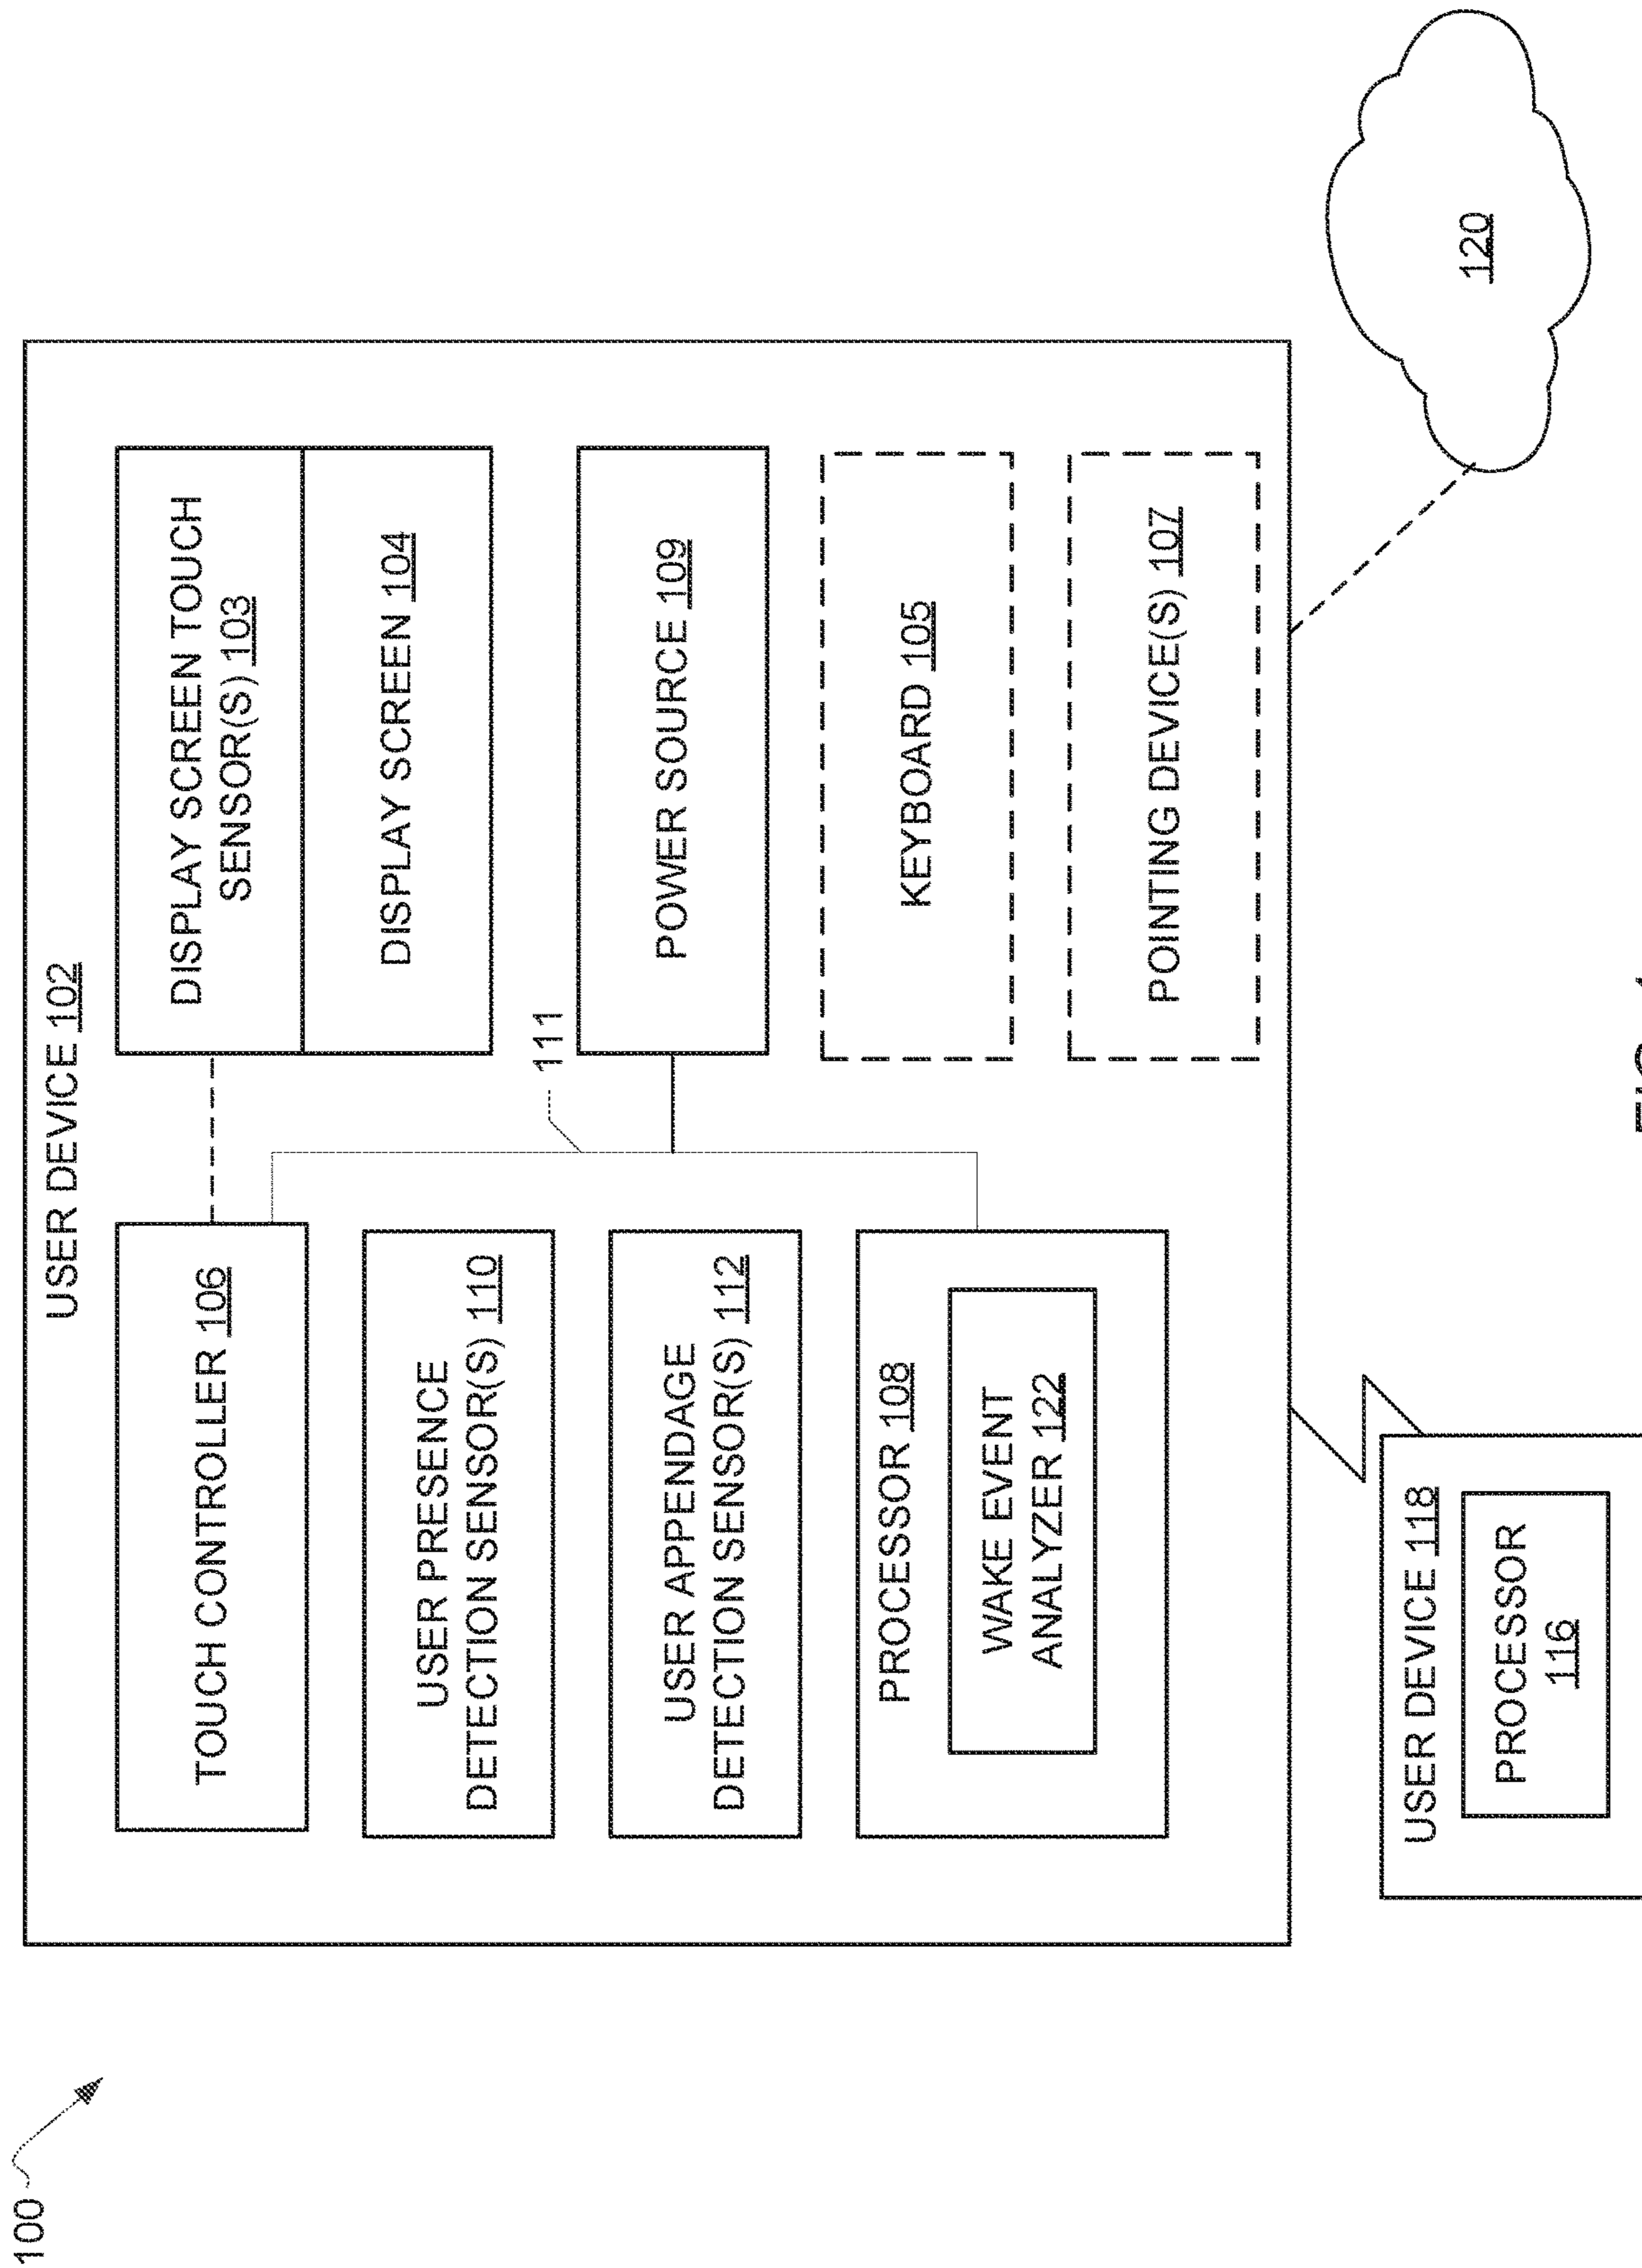 100
USER DEVICE 102
TOUCH CONTROLLER 106
DISPLAY SCREEN TOUCH
SENSOR(S) 103
DISPLAY SCREEN 104
USER PRESENCE
DETECTION SENSOR(S) 110
111
POWER SOURCE 109
USER APPENDAGE
DETECTION SENSOR(S) 112
KEYBOARD 105
PROCESSOR 108
WAKE EVENT
ANALYZER 122
POINTING DEVICE(S) 107
USER DEVICE 118
PROCESSOR
116
120